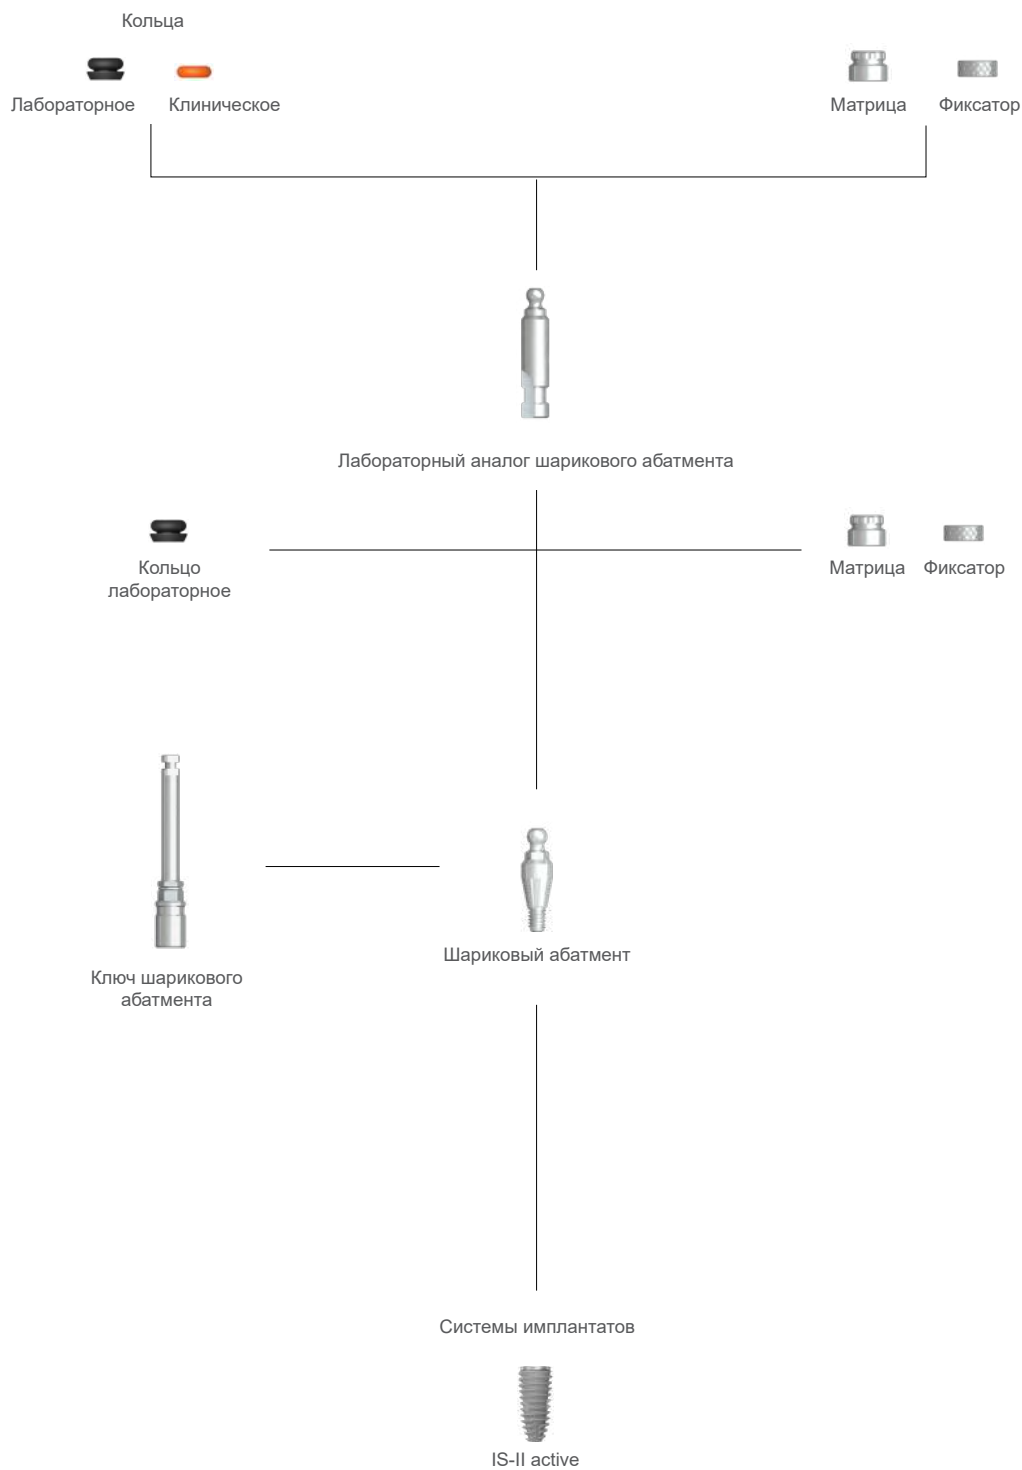 Кольца
Лабораторное
Клиническое
Матрица
Фиксатор
Лабораторный аналог шарикового абатмента
Кольцо
лабораторное
Матрица
Фиксатор
Ключ шарикового
абатмента
Шариковый абатмент
Системы имплантатов
IS-II active